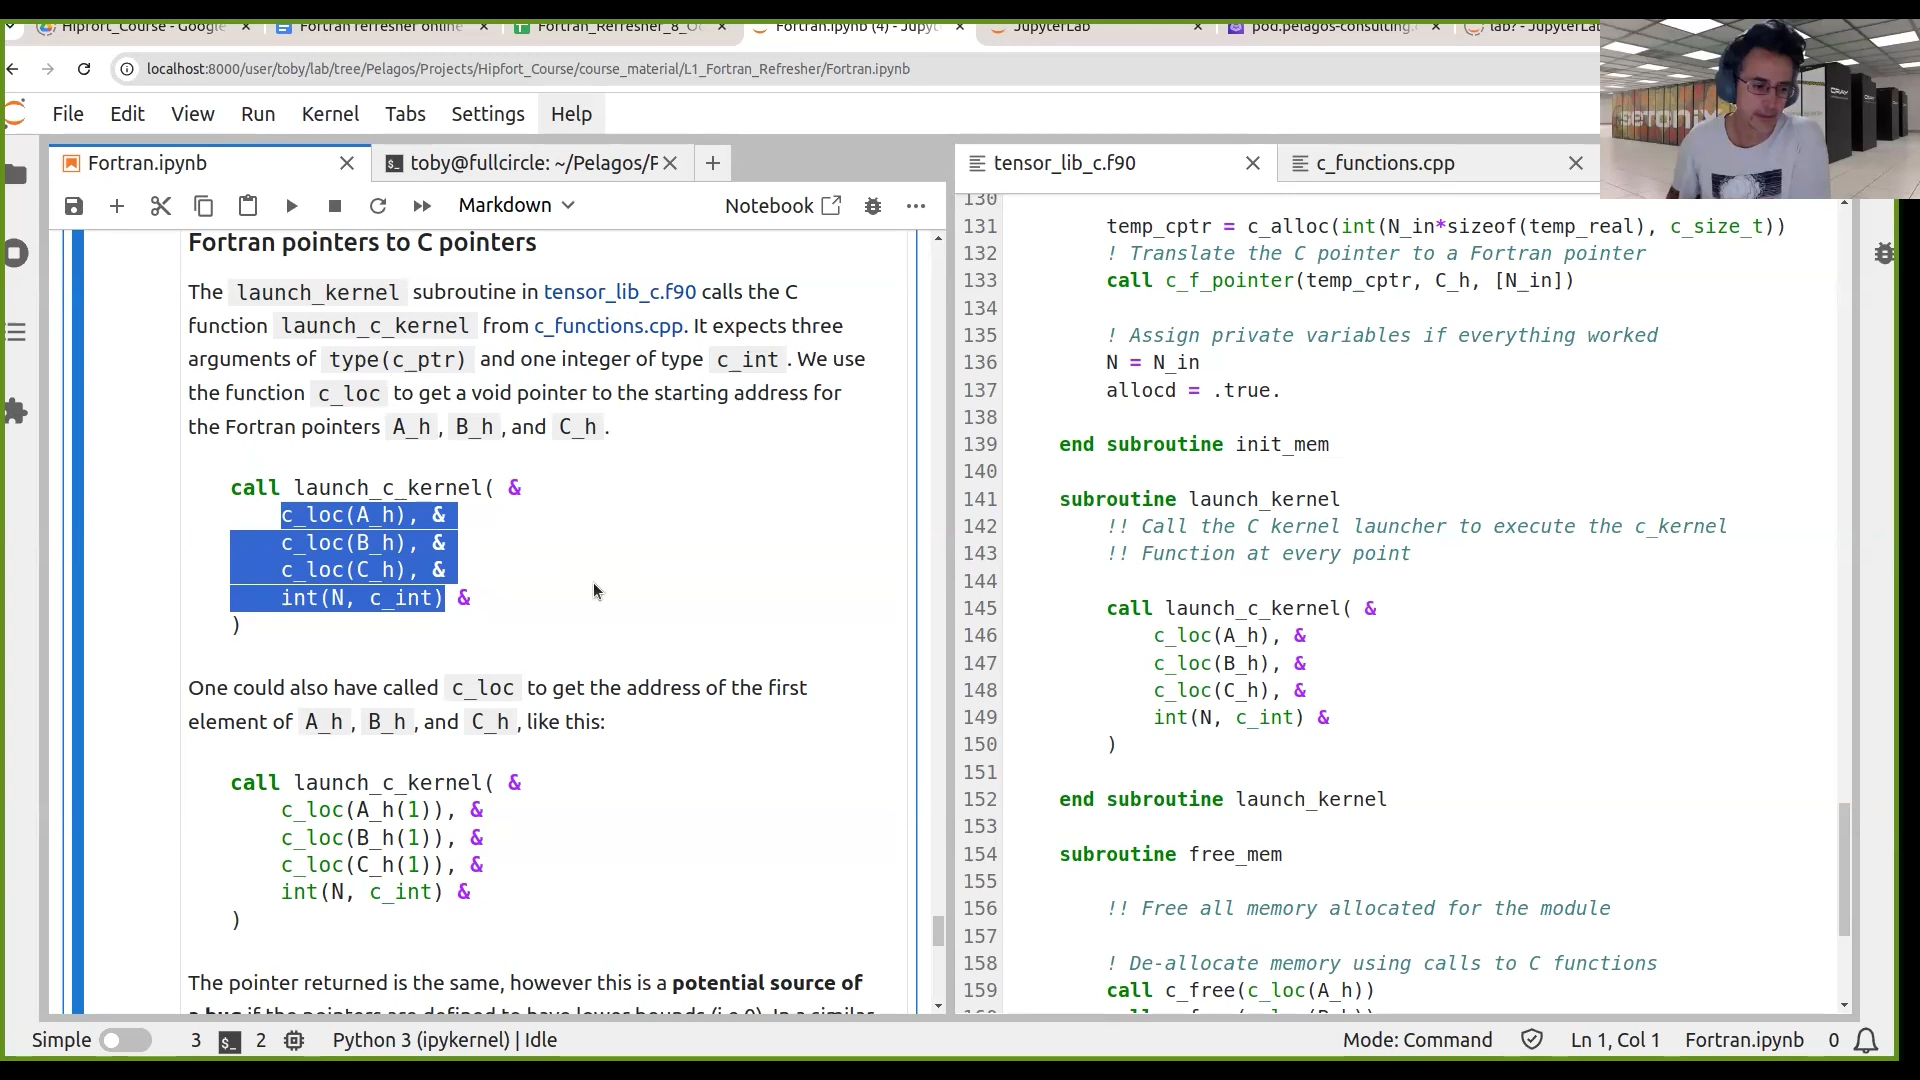 Hipfort_Course - Google
Fortran refresher online
Fortran_Refresher_8_O
Fortran.ipynb (4) - Jupyt
JupyterLab
pod.pelagos-consulting.
lab? - JupyterLab
localhost:8000/user/toby/lab/tree/Pelagos/Projects/Hipfort_Course/course_material/L1_Fortran_Refresher/Fortran.ipynb
File Edit View Run Kernel Tabs Settings Help
Fortran.ipynb
toby@fullcircle: ~/Pelagos/P
Markdown
Notebook
Fortran pointers to C pointers
The launch_kernel subroutine in tensor_lib_c.f90 calls the C
function launch_c_kernel from c_functions.cpp. It expects three
arguments of type(c_ptr) and one integer of type c_int. We use
the function c_loc to get a void pointer to the starting address for
the Fortran pointers A_h, B_h, and C_h.
call launch_c_kernel( &
c_loc(A_h), &
c_loc(B_h), &
c_loc(C_h), &
int(N, c_int) &
)
One could also have called c_loc to get the address of the first
element of A_h, B_h, and C_h, like this:
call launch_c_kernel( &
c_loc(A_h(1)), &
c_loc(B_h(1)), &
c_loc(C_h(1)), &
int(N, c_int) &
)
The pointer returned is the same, however this is a potential source of
tensor_lib_c.f90
c_functions.cpp
130
131 temp_cptr = c_alloc(int(N_in*sizeof(temp_real), c_size_t))
132 ! Translate the C pointer to a Fortran pointer
133 call c_f_pointer(temp_cptr, C_h, [N_in])
134
135 ! Assign private variables if everything worked
136 N = N_in
137 allocd = .true.
138
139 end subroutine init_mem
140
141 subroutine launch_kernel
142 !! Call the C kernel launcher to execute the c_kernel
143 !! Function at every point
144
145 call launch_c_kernel( &
146 c_loc(A_h), &
147 c_loc(B_h), &
148 c_loc(C_h), &
149 int(N, c_int) &
150 )
151
152 end subroutine launch_kernel
153
154 subroutine free_mem
155
156 !! Free all memory allocated for the module
157
158 ! De-allocate memory using calls to C functions
159 call c_free(c_loc(A_h))
Simple 3 2 Python 3 (ipykernel) | Idle
Mode: Command Ln 1, Col 1 Fortran.ipynb 0
CRAY